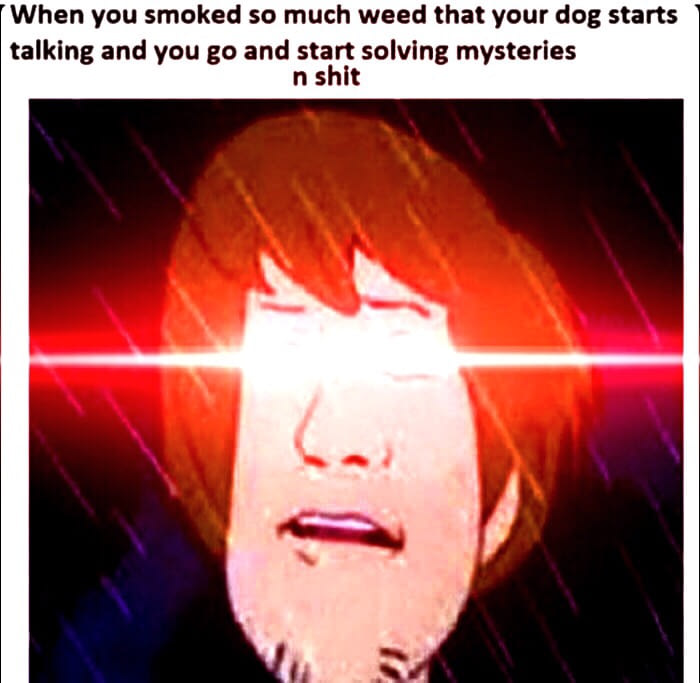 When you smoked so much weed that your dog starts
talking and you go and start solving mysteries
n shit